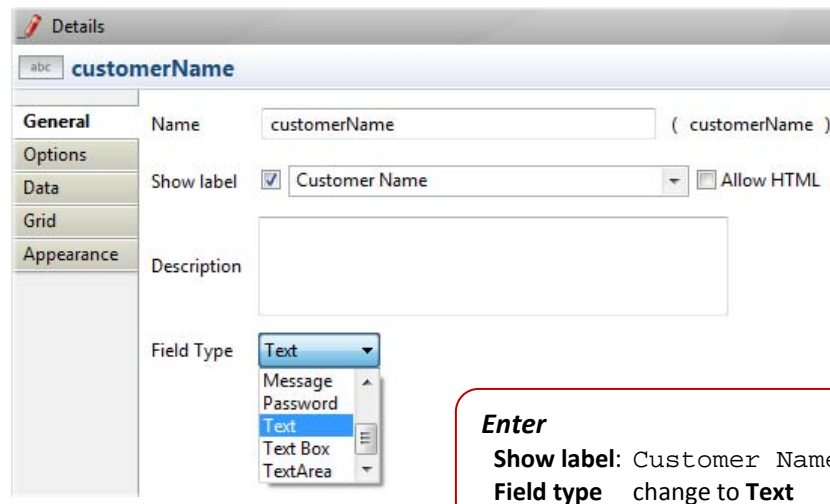 Details
abc customerName
General
Options
Data
Grid
Appearance
Name customerName ( customerName )
Show label Customer Name Allow HTML
Description
Field Type Text
Message
Password
Text
Text Box
TextArea
Enter
Show label: Customer Name
Field type change to Text